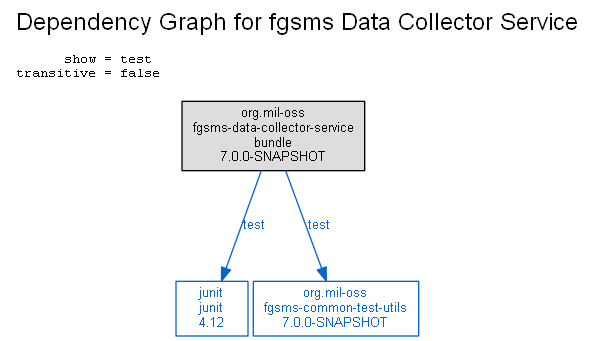 Dependency Graph for fgsms Data Collector Service
show = test
transitive = false
org.mil-oss
fgsms-data-collector-service
bundle
7.0.0-SNAPSHOT
test
test
junit
junit
4.12
org.mil-oss
fgsms-common-test-utils
7.0.0-SNAPSHOT